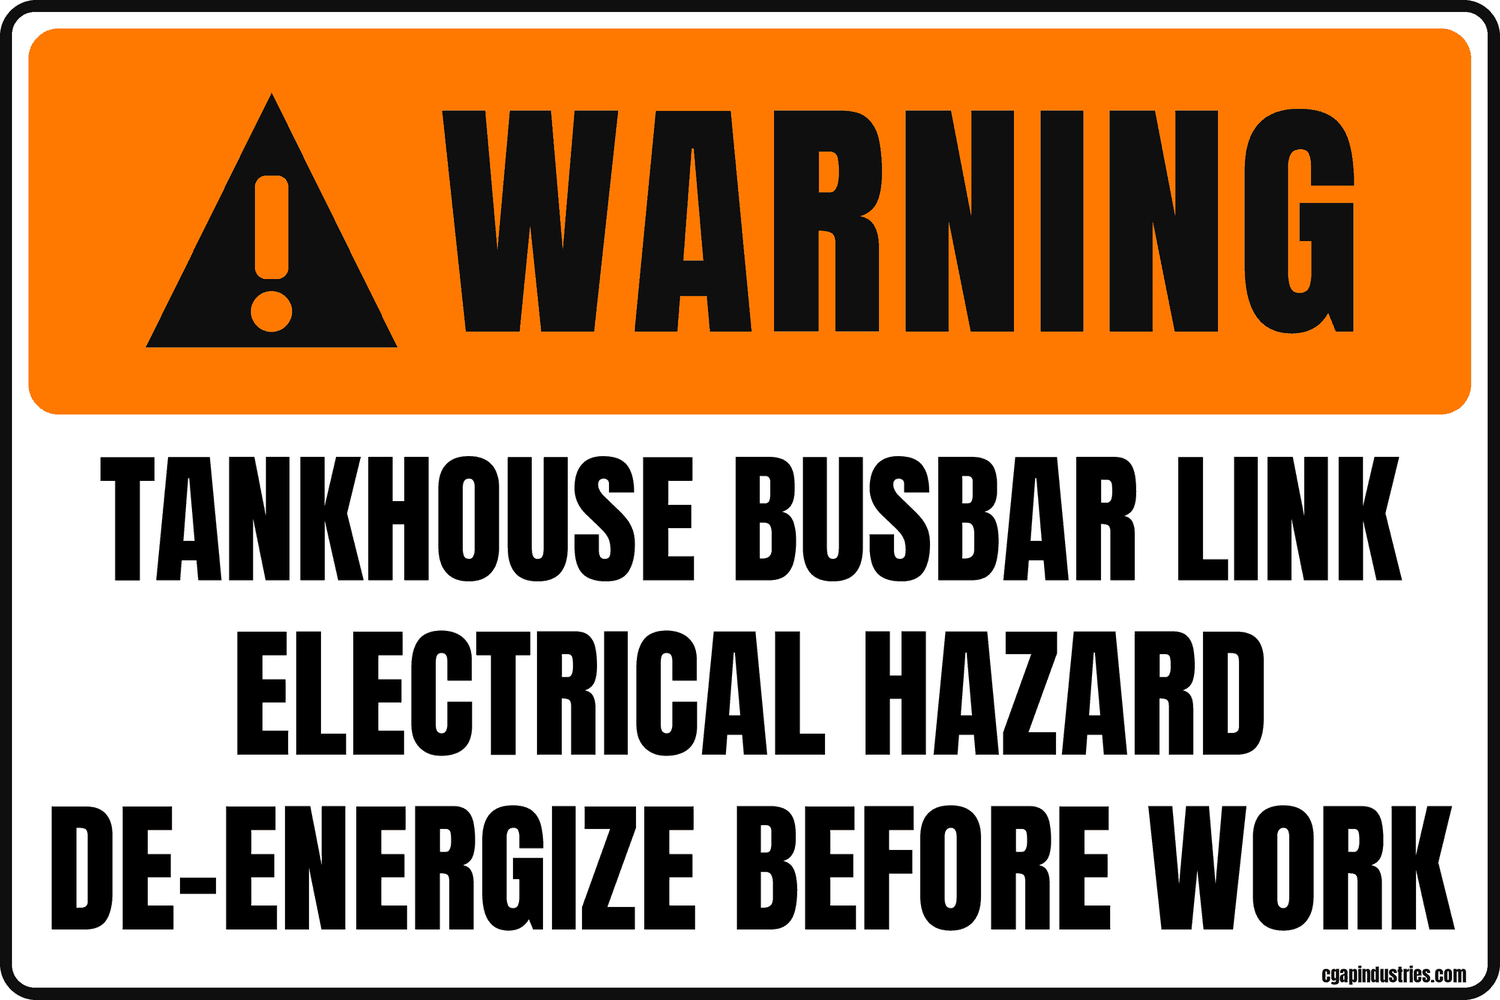 WARNING
TANKHOUSE BUSBAR LINK
ELECTRICAL HAZARD
DE-ENERGIZE BEFORE WORK
cgapindustries.com